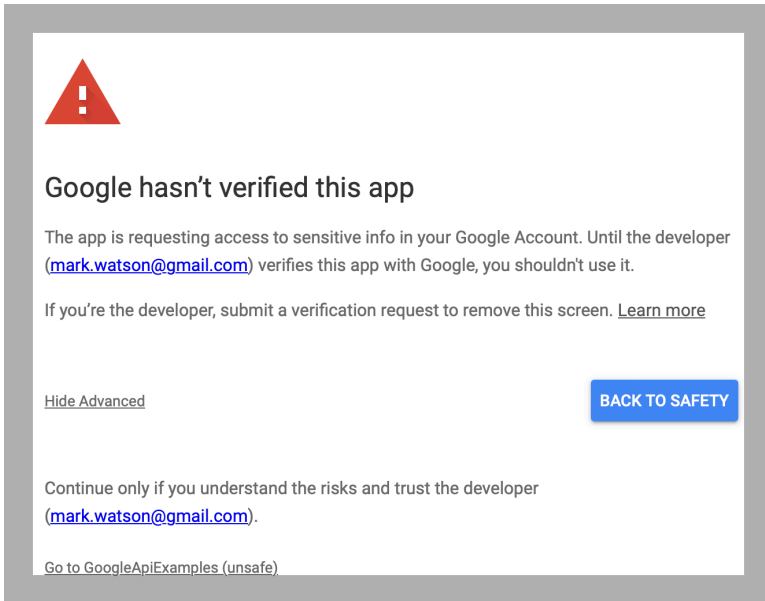 Google hasn’t verified this app
The app is requesting access to sensitive info in your Google Account. Until the developer
(mark.watson@gmail.com) verifies this app with Google, you shouldn't use it.
If you’re the developer, submit a verification request to remove this screen. Learn more
Hide Advanced
BACK TO SAFETY
Continue only if you understand the risks and trust the developer
(mark.watson@gmail.com).
Go to GoogleApiExamples (unsafe)